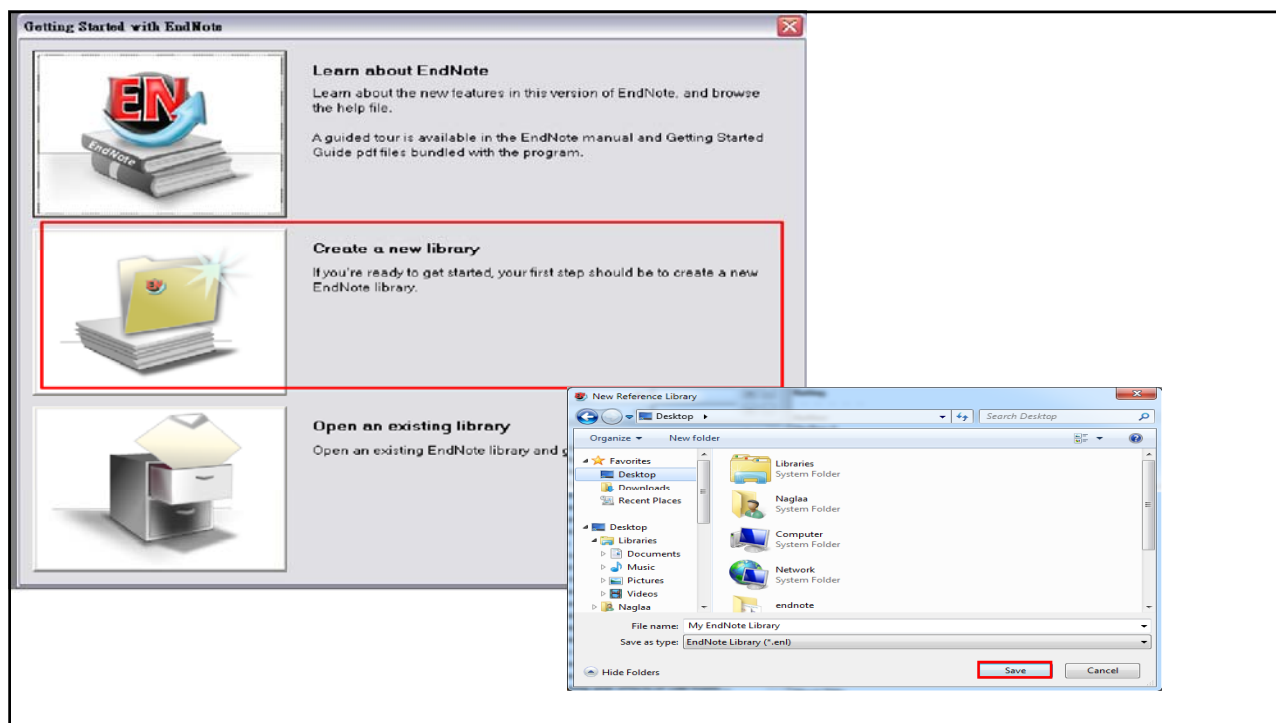 Getting Started with EndNote
EN
EndNote
Learn about EndNote
Learn about the new features in this version of EndNote, and browse
the help file.
A guided tour is available in the EndNote manual and Getting Started
Guide pdf files bundled with the program.
Create a new library
If you're ready to get started, your first step should be to create a new
EndNote library.
Open an existing library
Open an existing EndNote library and
New Reference Library
Desktop
Search Desktop
Organize
New folder
Favorites
Desktop
Downloads
Recent Places
Desktop
Libraries
Documents
Music
Pictures
Videos
Naglaa
Libraries
System Folder
Naglaa
System Folder
Computer
System Folder
Network
System Folder
endnote
File name: My EndNote Library
Save as type: EndNote Library (*.enl)
Hide Folders
Save
Cancel